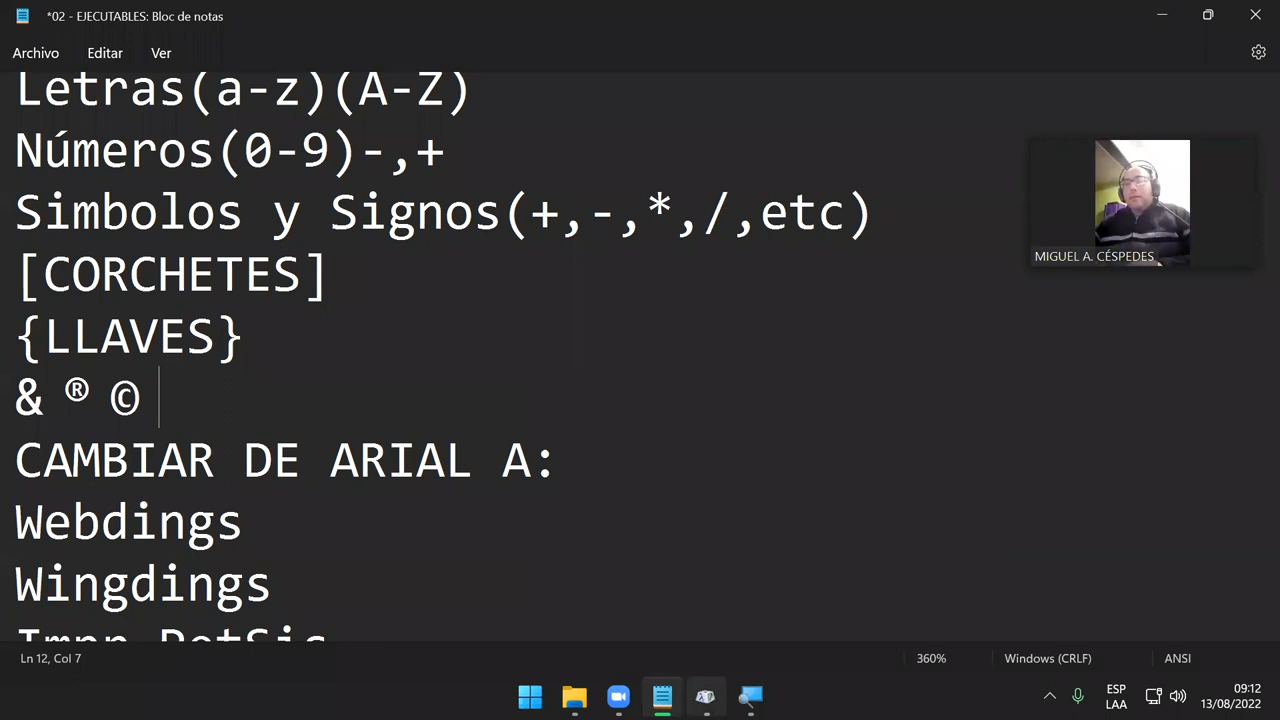 *02 - EJECUTABLES: Bloc de notas
Archivo Editar Ver
Letras(a-z)(A-Z)
Números(0-9)-,+
Simbolos y Signos(+,-,*,/,etc)
[CORCHETES]
{LLAVES}
& ® ©
CAMBIAR DE ARIAL A:
Webdings
Wingdings
MIGUEL A. CÉSPEDES
Ln 12, Col 7
360%
Windows (CRLF)
ANSI
ESP
LAA
09:12
13/08/2022